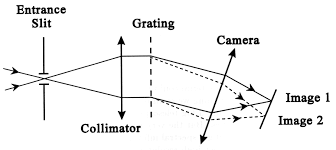 Entrance
Slit
Grating
Camera
Collimator
Image 1
Image 2